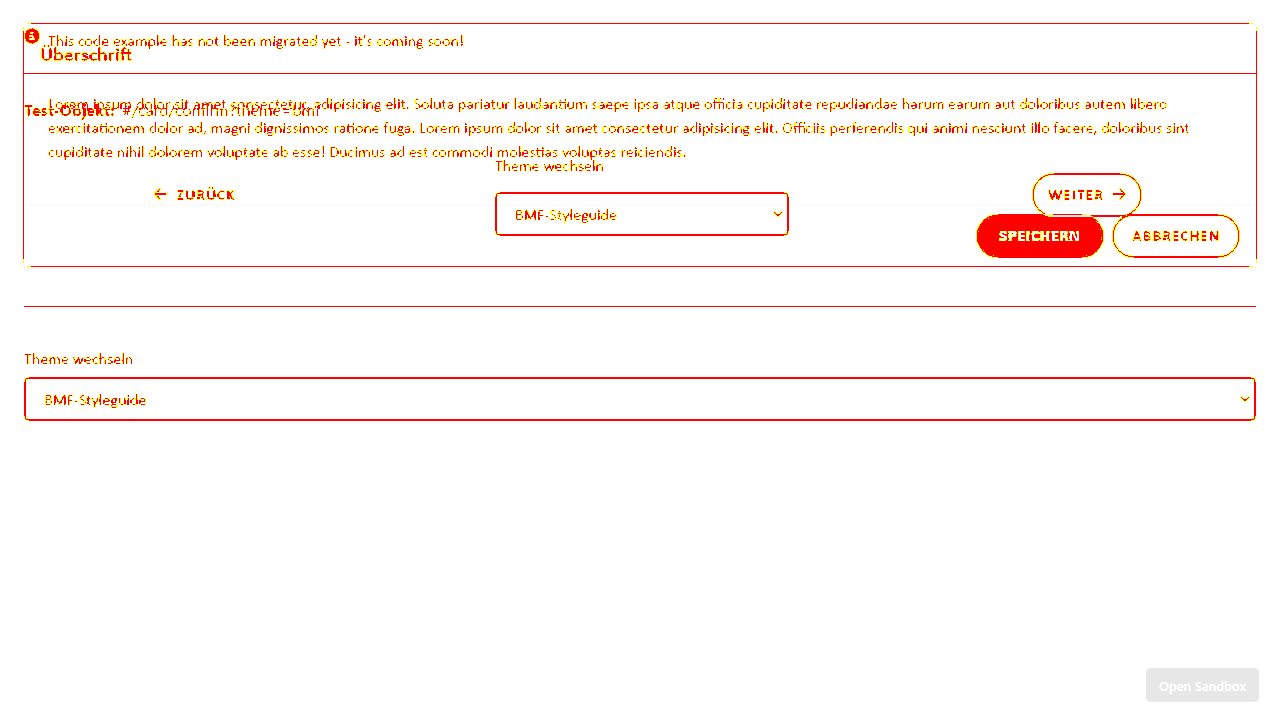 This code example has not been migrated yet - it's coming soon!
Überschrift
Lorem ipsum dolor sit amet consectetur adipisicing elit. Soluta pariatur laudantium saepe ipsa atque officia cupiditate repudiandae harum earum aut doloribus autem libero
Test-Objekt: #/card/confirm?theme=bmf
exercitationem dolor ad, magni dignissimos ratione fuga. Lorem ipsum dolor sit amet consectetur adipisicing elit. Officiis perferendis qui animi nesciunt illo facere, doloribus sint
cupiditate nihil dolorem voluptate ab esse! Ducimus ad est commodi molestias voluptas reiciendis.
Theme wechseln
← ZURÜCK
WEITER →
BMF-Styleguide
SPEICHERN
ABBRECHEN
Theme wechseln
BMF-Styleguide
Open Sandbox